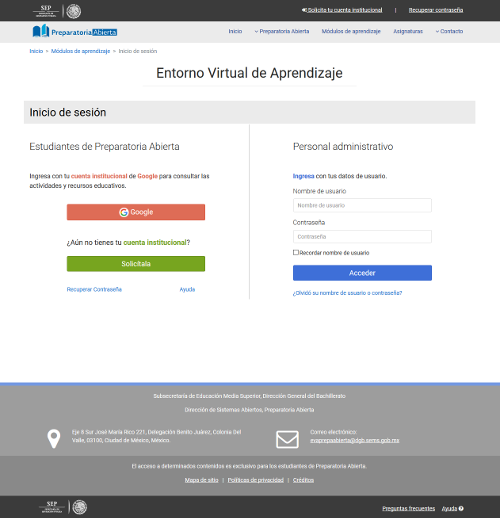 SEP
Solicita tu cuenta institucional | Recuperar contraseña
Preparatoria Abierta
Inicio Preparatoria Abierta Módulos de aprendizaje Asignaturas Contacto
Inicio » Módulos de aprendizaje » Inicio de sesión
Entorno Virtual de Aprendizaje
Inicio de sesión
Estudiantes de Preparatoria Abierta
Ingresa con tu cuenta institucional de Google para consultar las
actividades y recursos educativos.
Google
¿Aún no tienes tu cuenta institucional?
Solicítala
Recuperar Contraseña Ayuda
Personal administrativo
Ingresa con tus datos de usuario.
Nombre de usuario
Nombre de usuario
Contraseña
Contraseña
Recordar nombre de usuario
Acceder
¿Olvidó su nombre de usuario o contraseña?
Subsecretaría de Educación Media Superior, Dirección General del Bachillerato
Dirección de Sistemas Abiertos, Preparatoria Abierta
Eje 8 Sur José María Rico 221, Delegación Benito Juárez, Colonia Del
Valle, 03100, Ciudad de México, México.
Correo electrónico:
evaprepaabierta@dgb.sems.gob.mx
El acceso a determinados contenidos es exclusivo para los estudiantes de Preparatoria Abierta.
Mapa de sitio | Políticas de privacidad | Créditos
SEP
Preguntas frecuentes Ayuda